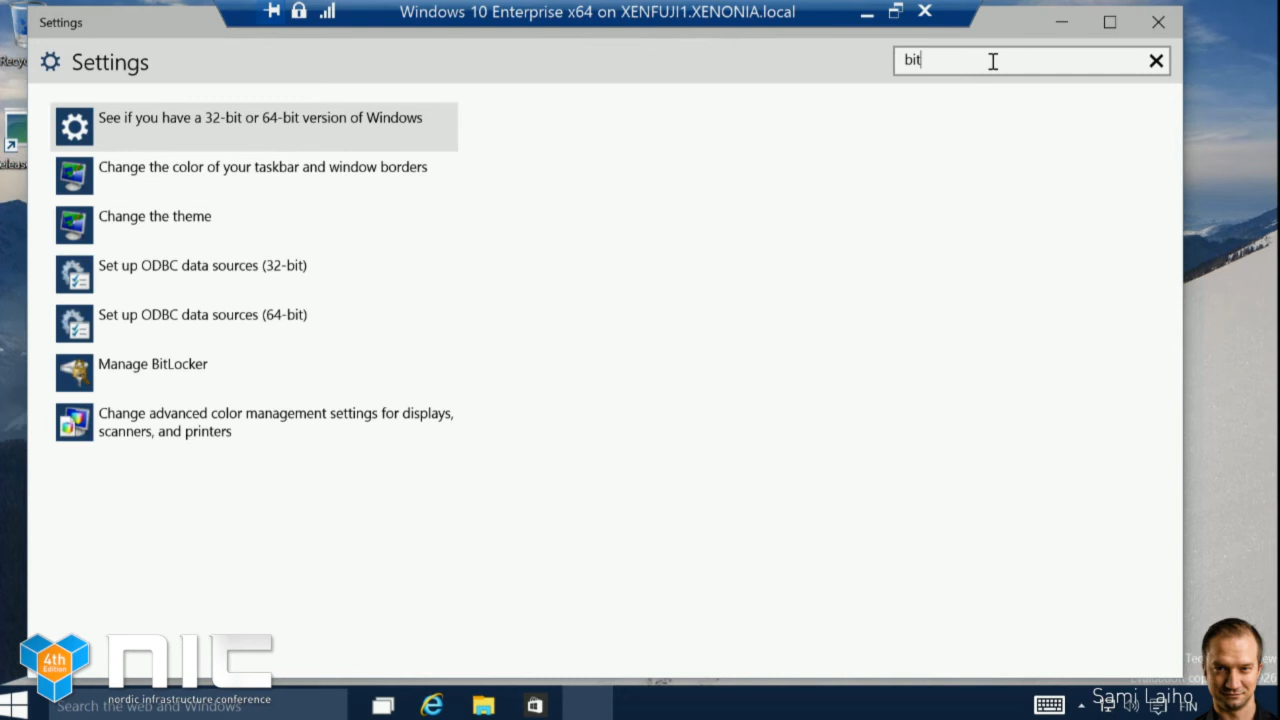 Settings
Windows 10 Enterprise x64 on XENFUJI1.XENONIA.local
Settings
bit
See if you have a 32-bit or 64-bit version of Windows
Change the color of your taskbar and window borders
Change the theme
Set up ODBC data sources (32-bit)
Set up ODBC data sources (64-bit)
Manage BitLocker
Change advanced color management settings for displays,
scanners, and printers
4th
Edition
NIC
nordic infrastructure conference
Search the web and Windows
Sami Laiho
FIN